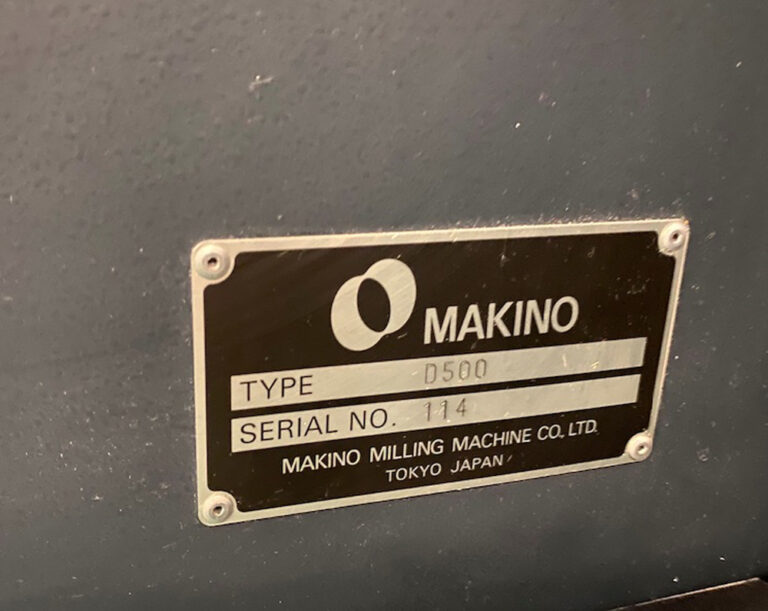 MAKINO
TYPE D500
SERIAL NO. 114
MAKINO MILLING MACHINE CO., LTD.
TOKYO JAPAN